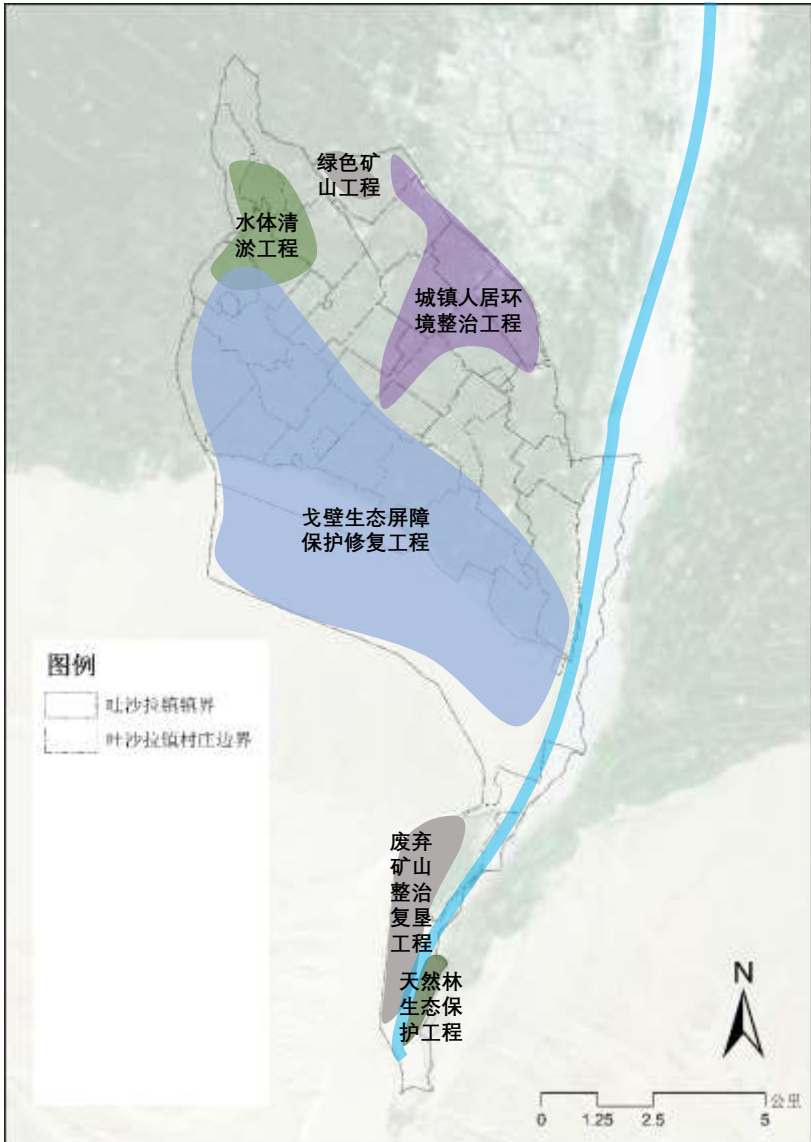 绿色矿
山工程
水体清
淤工程
城镇人居环
境整治工程
戈壁生态屏障
保护修复工程
图例
吐沙拉镇镇界
吐沙拉镇村庄边界
废弃
矿山
整治
复垦
工程
天然林
生态保
护工程
N
公里
0 1.25 2.5 5